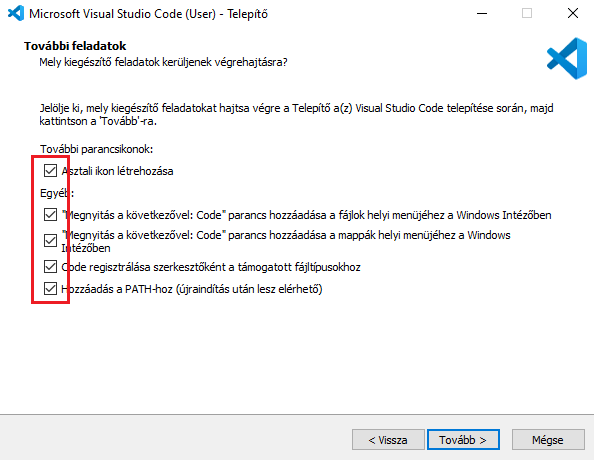 Microsoft Visual Studio Code (User) - Telepítő
További feladatok
Mely kiegészítő feladatok kerüljenek végrehajtásra?
Jelölje ki, mely kiegészítő feladatokat hajtsa végre a Telepítő a(z) Visual Studio Code telepítése során, majd
kattintson a 'Tovább'-ra.
További parancsikonok:
Asztali ikon létrehozása
Egyéb:
"Megnyitás a következővel: Code" parancs hozzáadása a fájlok helyi menüjéhez a Windows Intézőben
"Megnyitás a következővel: Code" parancs hozzáadása a mappák helyi menüjéhez a Windows
Intézőben
Code regisztrálása szerkesztőként a támogatott fájltípusokhoz
Hozzáadás a PATH-hoz (újraindítás után lesz elérhető)
< Vissza
Tovább >
Mégse